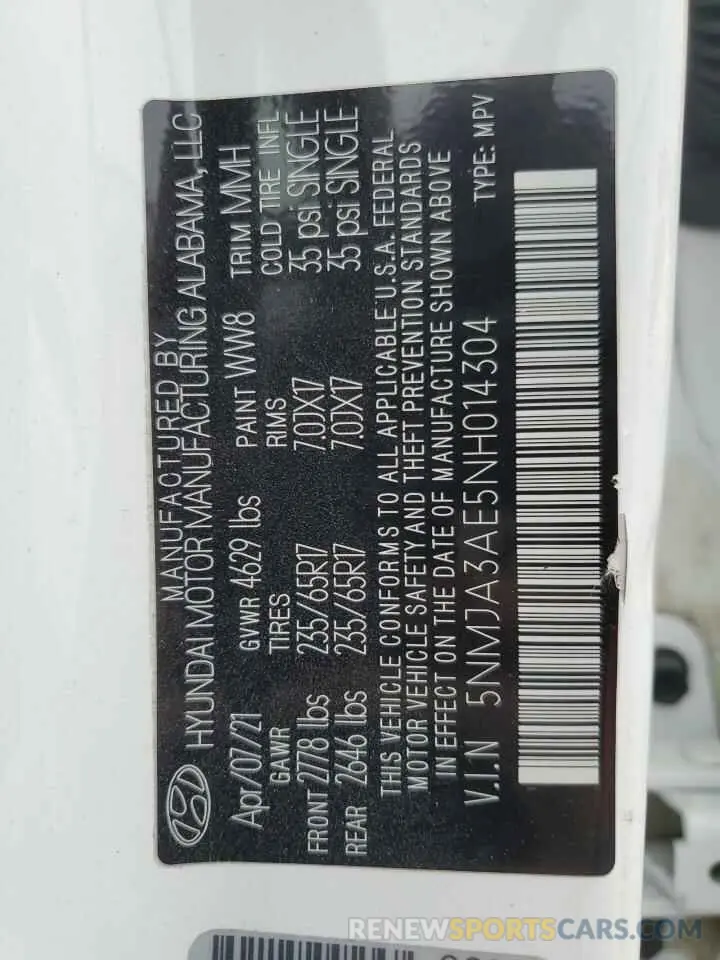 MANUFACTURED BY
HYUNDAI MOTOR MANUFACTURING ALABAMA, LLC
Apr/07/21 GVWR 4629 lbs PAINT WW8 TRIM MMH
GAWR TIRES RIMS COLD TIRE INFL
FRONT 2778 lbs 235/65R17 7.0JX17 35 psi SINGLE
REAR 2646 lbs 235/65R17 7.0JX17 35 psi SINGLE
THIS VEHICLE CONFORMS TO ALL APPLICABLE U.S.A. FEDERAL
MOTOR VEHICLE SAFETY AND THEFT PREVENTION STANDARDS
IN EFFECT ON THE DATE OF MANUFACTURE SHOWN ABOVE
V.I.N 5NMJA3AE5NH014304 TYPE: MPV
RENEWSPORTSCARS.COM